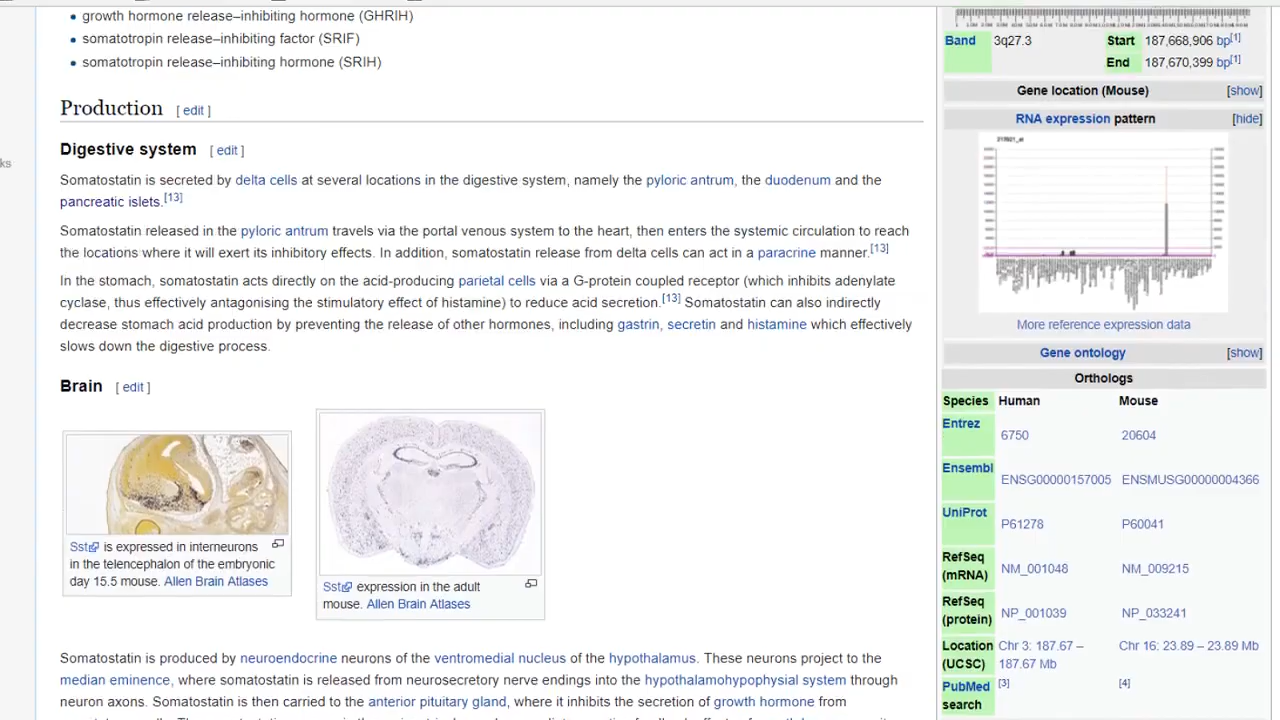 growth hormone release–inhibiting hormone (GHRIH)
somatotropin release–inhibiting factor (SRIF)
somatotropin release–inhibiting hormone (SRIH)
Production [ edit ]
Digestive system [ edit ]
Somatostatin is secreted by delta cells at several locations in the digestive system, namely the pyloric antrum, the duodenum and the
pancreatic islets.[13]
Somatostatin released in the pyloric antrum travels via the portal venous system to the heart, then enters the systemic circulation to reach
the locations where it will exert its inhibitory effects. In addition, somatostatin release from delta cells can act in a paracrine manner.[13]
In the stomach, somatostatin acts directly on the acid-producing parietal cells via a G-protein coupled receptor (which inhibits adenylate
cyclase, thus effectively antagonising the stimulatory effect of histamine) to reduce acid secretion.[13] Somatostatin can also indirectly
decrease stomach acid production by preventing the release of other hormones, including gastrin, secretin and histamine which effectively
slows down the digestive process.
Brain [ edit ]
Sst is expressed in interneurons
in the telencephalon of the embryonic
day 15.5 mouse. Allen Brain Atlases
Sst expression in the adult
mouse. Allen Brain Atlases
Somatostatin is produced by neuroendocrine neurons of the ventromedial nucleus of the hypothalamus. These neurons project to the
median eminence, where somatostatin is released from neurosecretory nerve endings into the hypothalamohypophysial system through
neuron axons. Somatostatin is then carried to the anterior pituitary gland, where it inhibits the secretion of growth hormone from
ks
Band 3q27.3 Start 187,668,906 bp[1]
End 187,670,399 bp[1]
Gene location (Mouse) [show]
RNA expression pattern [hide]
More reference expression data
Gene ontology [show]
Orthologs
Species Human Mouse
Entrez 6750 20604
Ensembl ENSG00000157005 ENSMUSG00000004366
UniProt P61278 P60041
RefSeq (mRNA) NM_001048 NM_009215
RefSeq (protein) NP_001039 NP_033241
Location (UCSC) Chr 3: 187.67 – 187.67 Mb Chr 16: 23.89 – 23.89 Mb
PubMed search [3] [4]